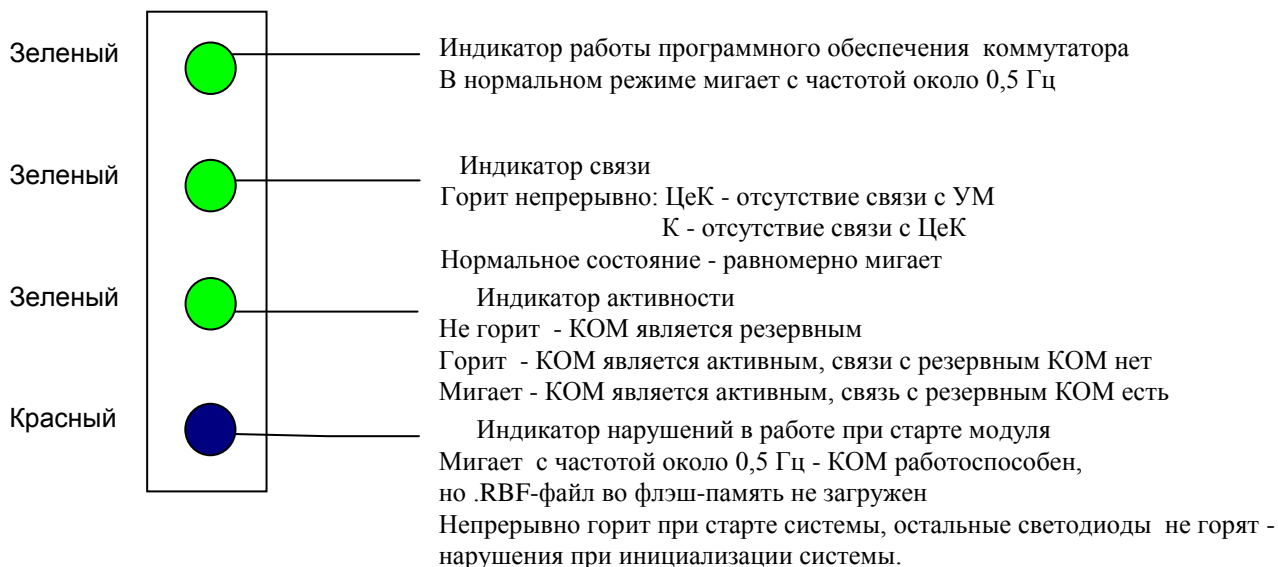 Зеленый
Индикатор работы программного обеспечения коммутатора
В нормальном режиме мигает с частотой около 0,5 Гц
Зеленый
Индикатор связи
Горит непрерывно: ЦеК - отсутствие связи с УМ
К - отсутствие связи с ЦеК
Нормальное состояние - равномерно мигает
Зеленый
Индикатор активности
Не горит - КОМ является резервным
Горит - КОМ является активным, связи с резервным КОМ нет
Мигает - КОМ является активным, связь с резервным КОМ есть
Красный
Индикатор нарушений в работе при старте модуля
Мигает с частотой около 0,5 Гц - КОМ работоспособен,
но .RBF-файл во флэш-память не загружен
Непрерывно горит при старте системы, остальные светодиоды не горят -
нарушения при инициализации системы.